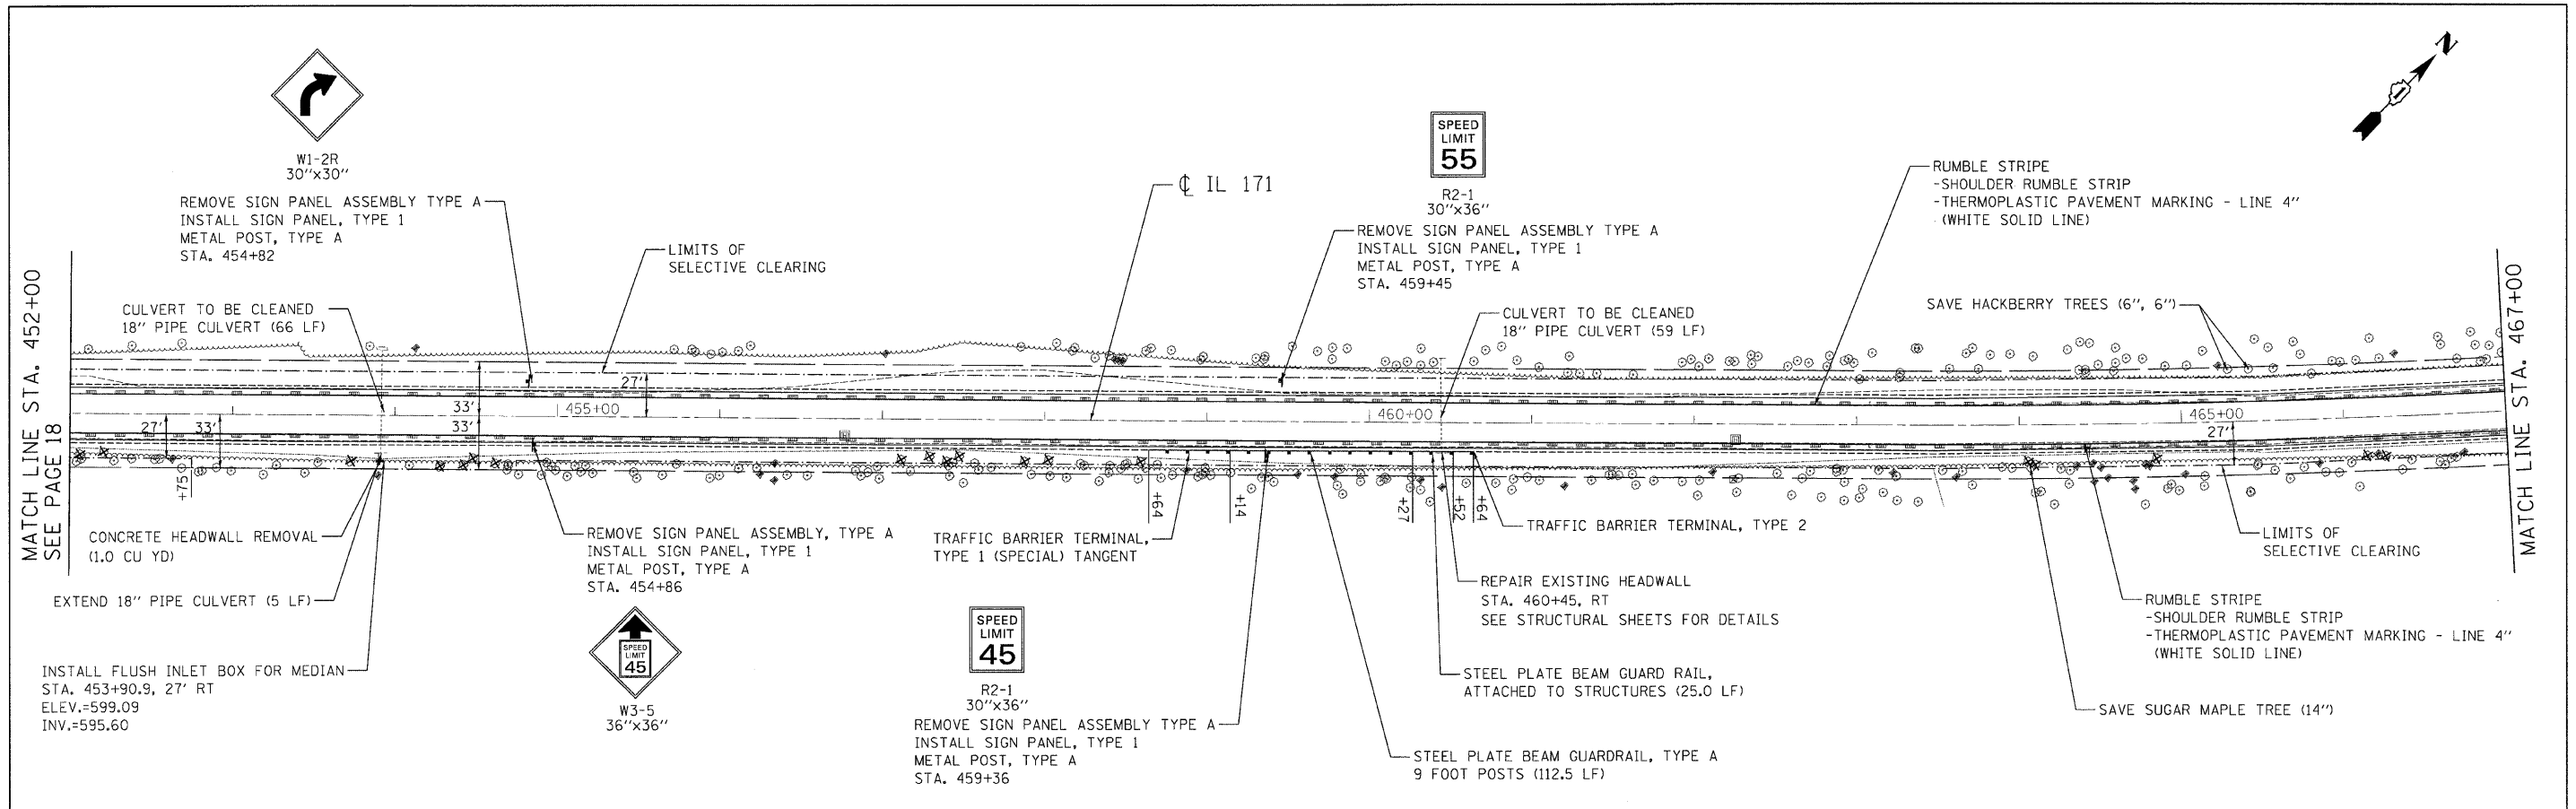 N
W1-2R
30"x30"
REMOVE SIGN PANEL ASSEMBLY TYPE A
INSTALL SIGN PANEL, TYPE 1
METAL POST, TYPE A
STA. 454+82
LIMITS OF
SELECTIVE CLEARING
CULVERT TO BE CLEANED
18" PIPE CULVERT (66 LF)
℄ IL 171
SPEED
LIMIT
55
R2-1
30"x36"
REMOVE SIGN PANEL ASSEMBLY TYPE A
INSTALL SIGN PANEL, TYPE 1
METAL POST, TYPE A
STA. 459+45
CULVERT TO BE CLEANED
18" PIPE CULVERT (59 LF)
RUMBLE STRIPE
-SHOULDER RUMBLE STRIP
-THERMOPLASTIC PAVEMENT MARKING - LINE 4"
(WHITE SOLID LINE)
SAVE HACKBERRY TREES (6", 6")
MATCH LINE STA. 452+00
SEE PAGE 18
MATCH LINE STA. 467+00
27'
33'
455+00
460+00
465+00
27'
33'
33'
27'
+75
+64
+14
+27
+52
+64
CONCRETE HEADWALL REMOVAL
(1.0 CU YD)
EXTEND 18" PIPE CULVERT (5 LF)
INSTALL FLUSH INLET BOX FOR MEDIAN
STA. 453+90.9, 27' RT
ELEV.=599.09
INV.=595.60
REMOVE SIGN PANEL ASSEMBLY, TYPE A
INSTALL SIGN PANEL, TYPE 1
METAL POST, TYPE A
STA. 454+86
SPEED
LIMIT
45
W3-5
36"x36"
TRAFFIC BARRIER TERMINAL,
TYPE 1 (SPECIAL) TANGENT
SPEED
LIMIT
45
R2-1
30"x36"
REMOVE SIGN PANEL ASSEMBLY TYPE A
INSTALL SIGN PANEL, TYPE 1
METAL POST, TYPE A
STA. 459+36
TRAFFIC BARRIER TERMINAL, TYPE 2
REPAIR EXISTING HEADWALL
STA. 460+45, RT
SEE STRUCTURAL SHEETS FOR DETAILS
STEEL PLATE BEAM GUARD RAIL,
ATTACHED TO STRUCTURES (25.0 LF)
STEEL PLATE BEAM GUARDRAIL, TYPE A
9 FOOT POSTS (112.5 LF)
LIMITS OF
SELECTIVE CLEARING
RUMBLE STRIPE
-SHOULDER RUMBLE STRIP
-THERMOPLASTIC PAVEMENT MARKING - LINE 4"
(WHITE SOLID LINE)
SAVE SUGAR MAPLE TREE (14")